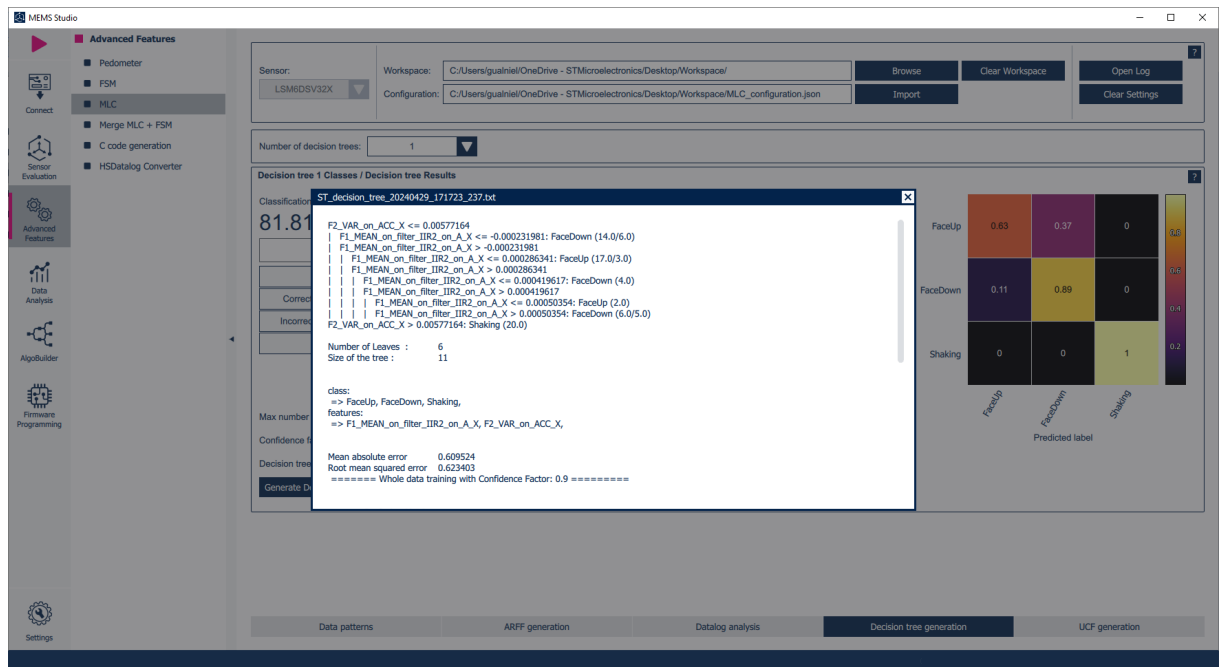 MEMS Studio
Connect
Sensor
Evaluation
Advanced
Features
Data
Analysis
AlgoBuilder
Firmware
Programming
Settings
Advanced Features
Pedometer
FSM
MLC
Merge MLC + FSM
C code generation
HSDatalog Converter
Sensor:
LSM6DSV32X
Workspace:
C:/Users/gualniel/OneDrive - STMicroelectronics/Desktop/Workspace/
Browse
Clear Workspace
Open Log
Configuration:
C:/Users/gualniel/OneDrive - STMicroelectronics/Desktop/Workspace/MLC_configuration.json
Import
Clear Settings
?
Number of decision trees:
1
Decision tree 1 Classes / Decision tree Results
?
Classification
81.81
Correc
Incorrec
Max number
Confidence fa
Decision tree
Generate D
ST_decision_tree_20240429_171723_237.txt
F2_VAR_on_ACC_X <= 0.00577164
| F1_MEAN_on_filter_IIR2_on_A_X <= -0.000231981: FaceDown (14.0/6.0)
| F1_MEAN_on_filter_IIR2_on_A_X > -0.000231981
| | F1_MEAN_on_filter_IIR2_on_A_X <= 0.000286341: FaceUp (17.0/3.0)
| | F1_MEAN_on_filter_IIR2_on_A_X > 0.000286341
| | | F1_MEAN_on_filter_IIR2_on_A_X <= 0.000419617: FaceDown (4.0)
| | | F1_MEAN_on_filter_IIR2_on_A_X > 0.000419617
| | | | F1_MEAN_on_filter_IIR2_on_A_X <= 0.00050354: FaceUp (2.0)
| | | | F1_MEAN_on_filter_IIR2_on_A_X > 0.00050354: FaceDown (6.0/5.0)
F2_VAR_on_ACC_X > 0.00577164: Shaking (20.0)
Number of Leaves : 6
Size of the tree : 11
class:
=> FaceUp, FaceDown, Shaking,
features:
=> F1_MEAN_on_filter_IIR2_on_A_X, F2_VAR_on_ACC_X,
Mean absolute error 0.609524
Root mean squared error 0.623403
======= Whole data training with Confidence Factor: 0.9 =========
FaceUp
0.63
0.37
0
FaceDown
0.11
0.89
0
Shaking
0
0
1
FaceUp
FaceDown
Shaking
Predicted label
0.8
0.6
0.4
0.2
Data patterns
ARFF generation
Datalog analysis
Decision tree generation
UCF generation